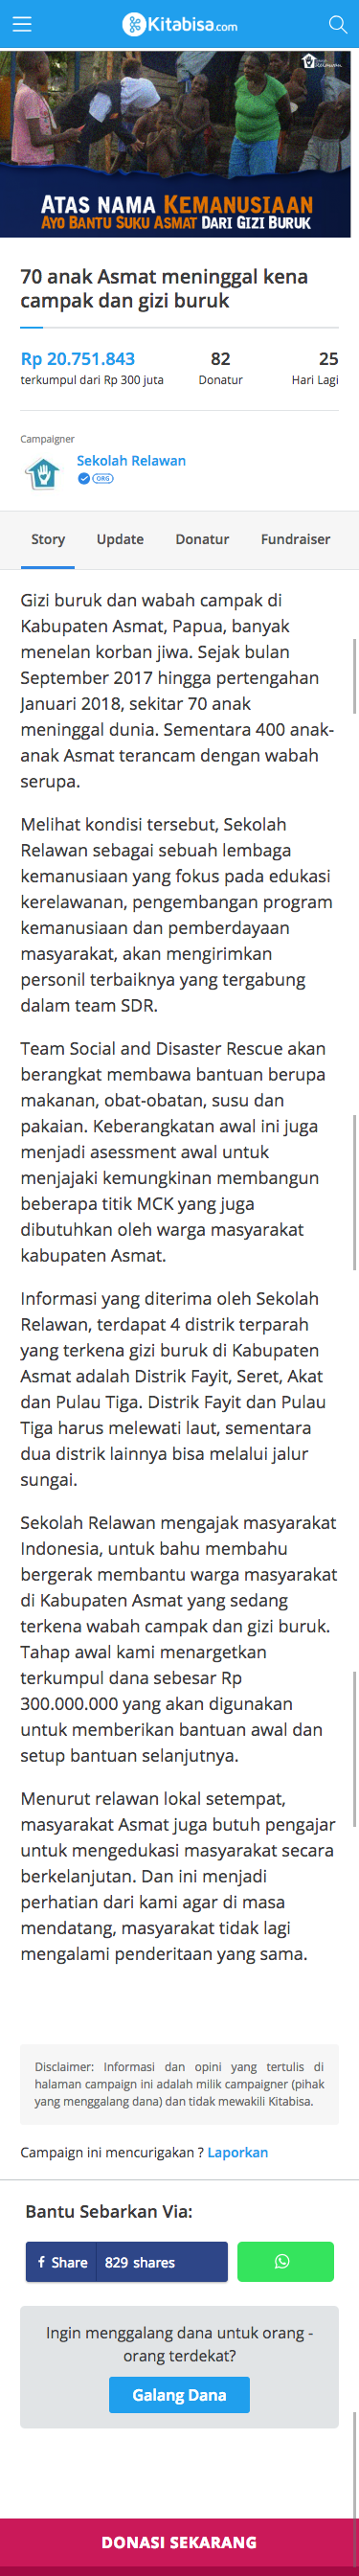 Kitabisa.com
ATAS NAMA KEMANUSIAAN
AYO BANTU SUKU ASMAT DARI GIZI BURUK
70 anak Asmat meninggal kena
campak dan gizi buruk
Rp 20.751.843
82
25
terkumpul dari Rp 300 juta
Donatur
Hari Lagi
Campaigner
Sekolah Relawan
ORG
Story
Update
Donatur
Fundraiser
Gizi buruk dan wabah campak di
Kabupaten Asmat, Papua, banyak
menelan korban jiwa. Sejak bulan
September 2017 hingga pertengahan
Januari 2018, sekitar 70 anak
meninggal dunia. Sementara 400 anak-
anak Asmat terancam dengan wabah
serupa.
Melihat kondisi tersebut, Sekolah
Relawan sebagai sebuah lembaga
kemanusiaan yang fokus pada edukasi
kerelawanan, pengembangan program
kemanusiaan dan pemberdayaan
masyarakat, akan mengirimkan
personil terbaiknya yang tergabung
dalam team SDR.
Team Social and Disaster Rescue akan
berangkat membawa bantuan berupa
makanan, obat-obatan, susu dan
pakaian. Keberangkatan awal ini juga
menjadi asessment awal untuk
menjajaki kemungkinan membangun
beberapa titik MCK yang juga
dibutuhkan oleh warga masyarakat
kabupaten Asmat.
Informasi yang diterima oleh Sekolah
Relawan, terdapat 4 distrik terparah
yang terkena gizi buruk di Kabupaten
Asmat adalah Distrik Fayit, Seret, Akat
dan Pulau Tiga. Distrik Fayit dan Pulau
Tiga harus melewati laut, sementara
dua distrik lainnya bisa melalui jalur
sungai.
Sekolah Relawan mengajak masyarakat
Indonesia, untuk bahu membahu
bergerak membantu warga masyarakat
di Kabupaten Asmat yang sedang
terkena wabah campak dan gizi buruk.
Tahap awal kami menargetkan
terkumpul dana sebesar Rp
300.000.000 yang akan digunakan
untuk memberikan bantuan awal dan
setup bantuan selanjutnya.
Menurut relawan lokal setempat,
masyarakat Asmat juga butuh pengajar
untuk mengedukasi masyarakat secara
berkelanjutan. Dan ini menjadi
perhatian dari kami agar di masa
mendatang, masyarakat tidak lagi
mengalami penderitaan yang sama.
Disclaimer: Informasi dan opini yang tertulis di
halaman campaign ini adalah milik campaigner (pihak
yang menggalang dana) dan tidak mewakili Kitabisa.
Campaign ini mencurigakan ? Laporkan
Bantu Sebarkan Via:
Share
829 shares
Ingin menggalang dana untuk orang -
orang terdekat?
Galang Dana
DONASI SEKARANG